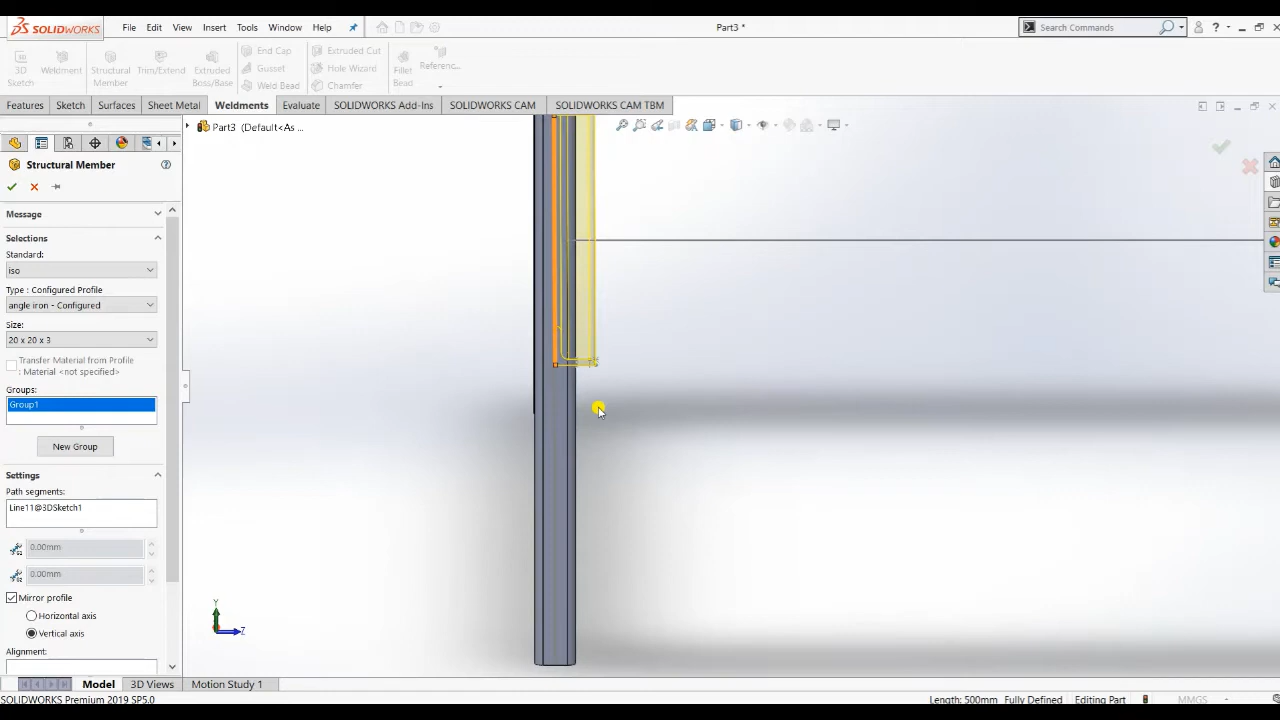 SOLIDWORKS File Edit View Insert Tools Window Help Part3 * Search Commands ?
3D Sketch Weldment Structural Member Trim/Extend Extruded Boss/Base End Cap Gusset Weld Bead Extruded Cut Hole Wizard Chamfer Fillet Bead Referenc...
Features Sketch Surfaces Sheet Metal Weldments Evaluate SOLIDWORKS Add-Ins SOLIDWORKS CAM SOLIDWORKS CAM TBM
Part3 (Default<As ...
Structural Member ?
Message
Selections
Standard:
iso
Type : Configured Profile
angle iron - Configured
Size:
20 x 20 x 3
Transfer Material from Profile
: Material <not specified>
Groups:
Group1
New Group
Settings
Path segments:
Line11@3DSketch1
0.00mm
0.00mm
Mirror profile
Horizontal axis
Vertical axis
Alignment:
Y
Z
Model 3D Views Motion Study 1
SOLIDWORKS Premium 2019 SP5.0 Length: 500mm Fully Defined Editing Part MMGS -